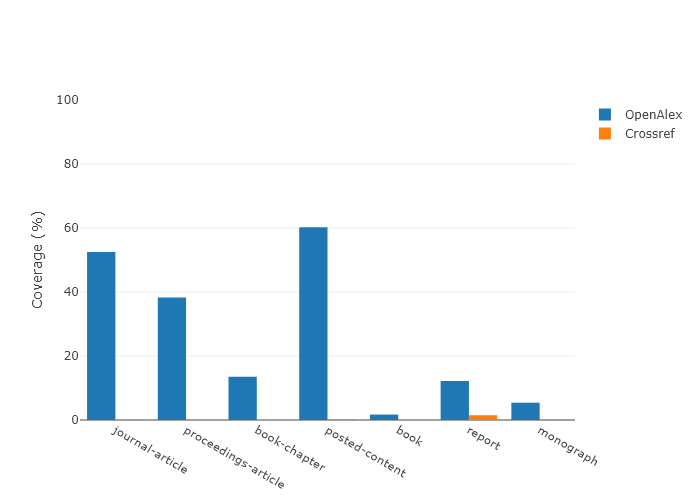 100
80
60
40
20
0
Coverage (%)
journal-article
proceedings-article
book-chapter
posted-content
book
report
monograph
OpenAlex
Crossref